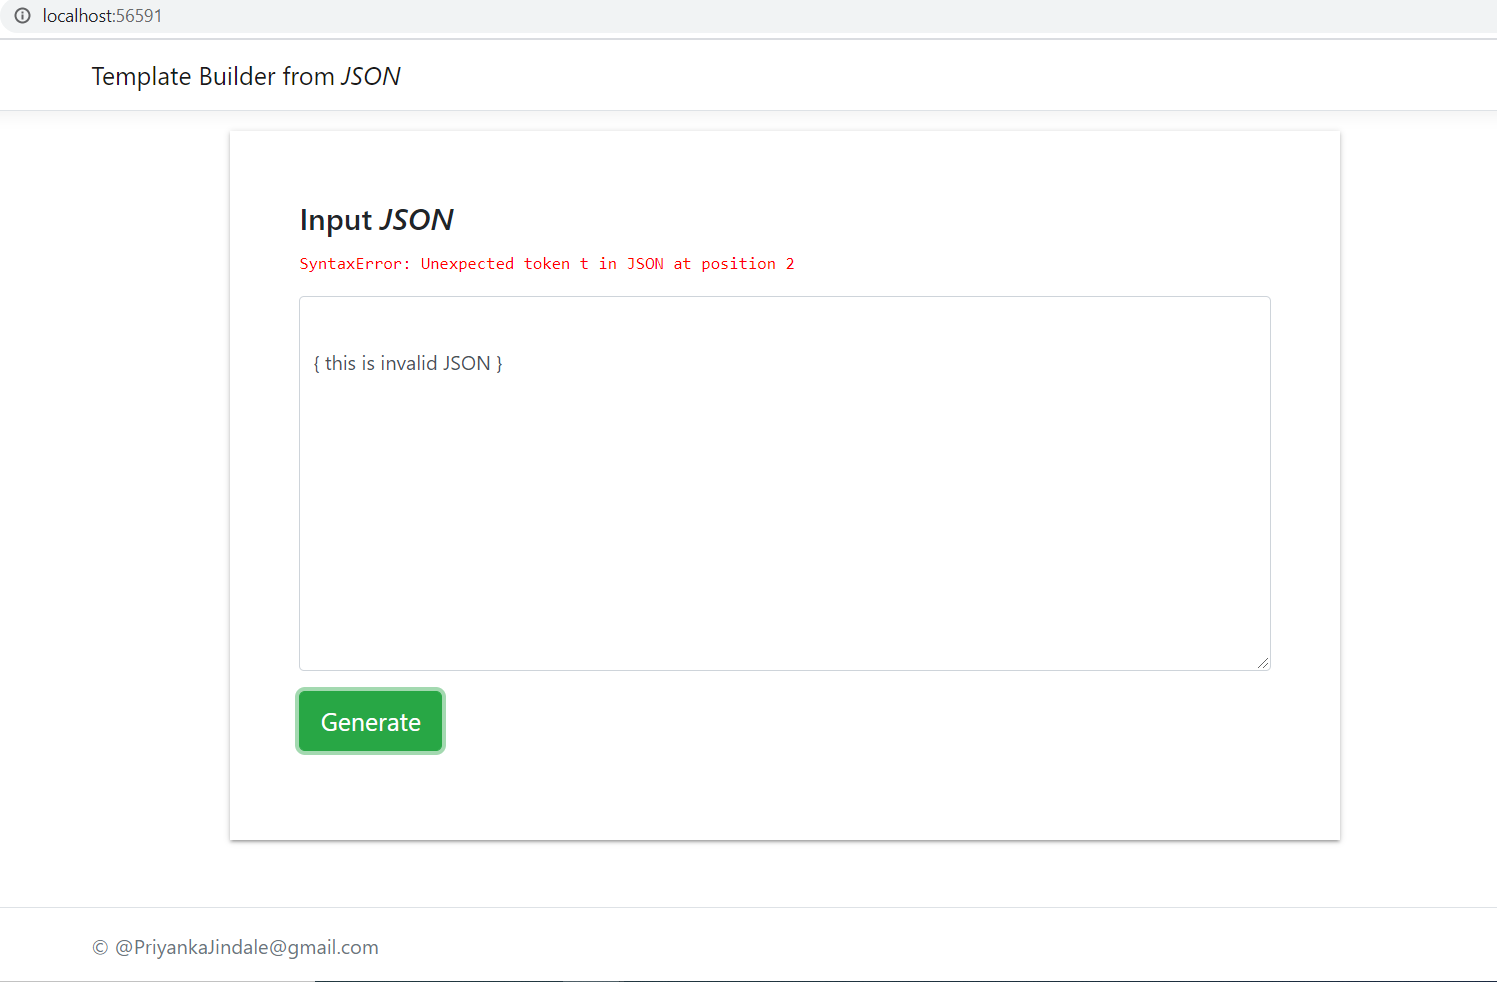 localhost:56591
Template Builder from JSON
Input JSON
SyntaxError: Unexpected token t in JSON at position 2
{ this is invalid JSON }
Generate
© @PriyankaJindale@gmail.com